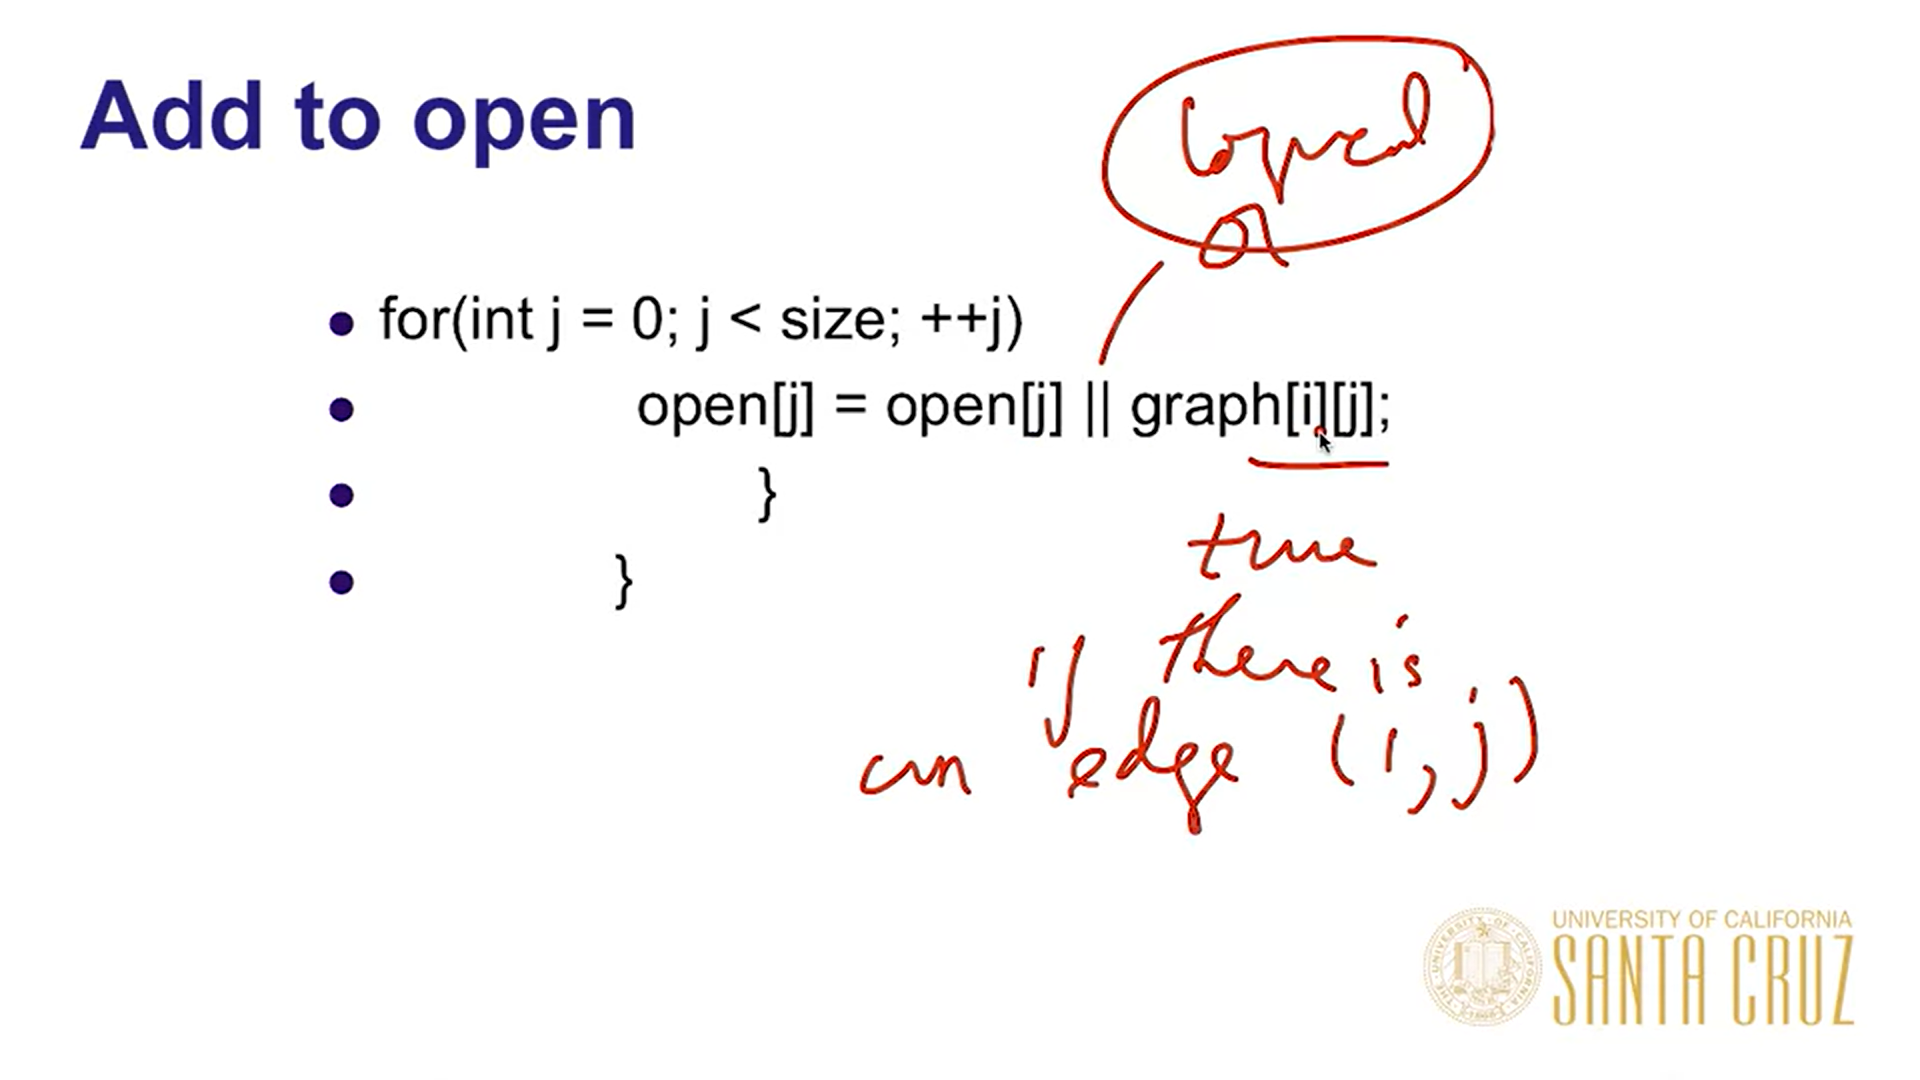 Add to open
logical
or
for(int j = 0; j < size; ++j)
open[j] = open[j] || graph[i][j];
}
}
true
if there is
an edge (i,j)
UNIVERSITY OF CALIFORNIA
SANTA CRUZ